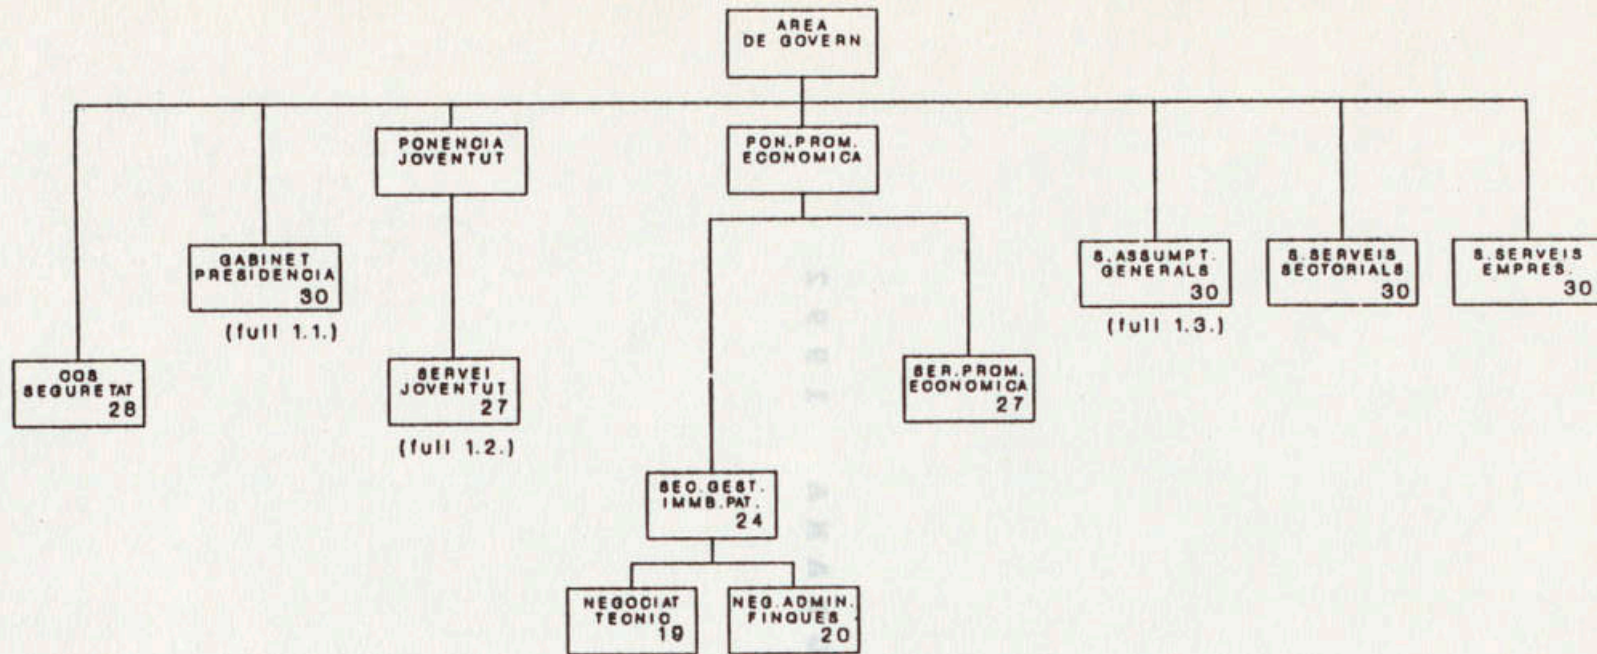 AREA
DE GOVERN
PONENCIA
JOVENTUT
PON.PROM.
ECONOMICA
GABINET
PRESIDENCIA
30
(full 1.1.)
S.ASSUMPT.
GENERALS
30
(full 1.3.)
S.SERVEIS
SECTORIALS
30
S.SERVEIS
EMPRES.
30
COS
SEGURETAT
28
SERVEI
JOVENTUT
27
(full 1.2.)
SER.PROM.
ECONOMICA
27
SEC.GEST.
IMMB.PAT.
24
NEGOCIAT
TECNIC
19
NEG.ADMIN.
FINQUES
20